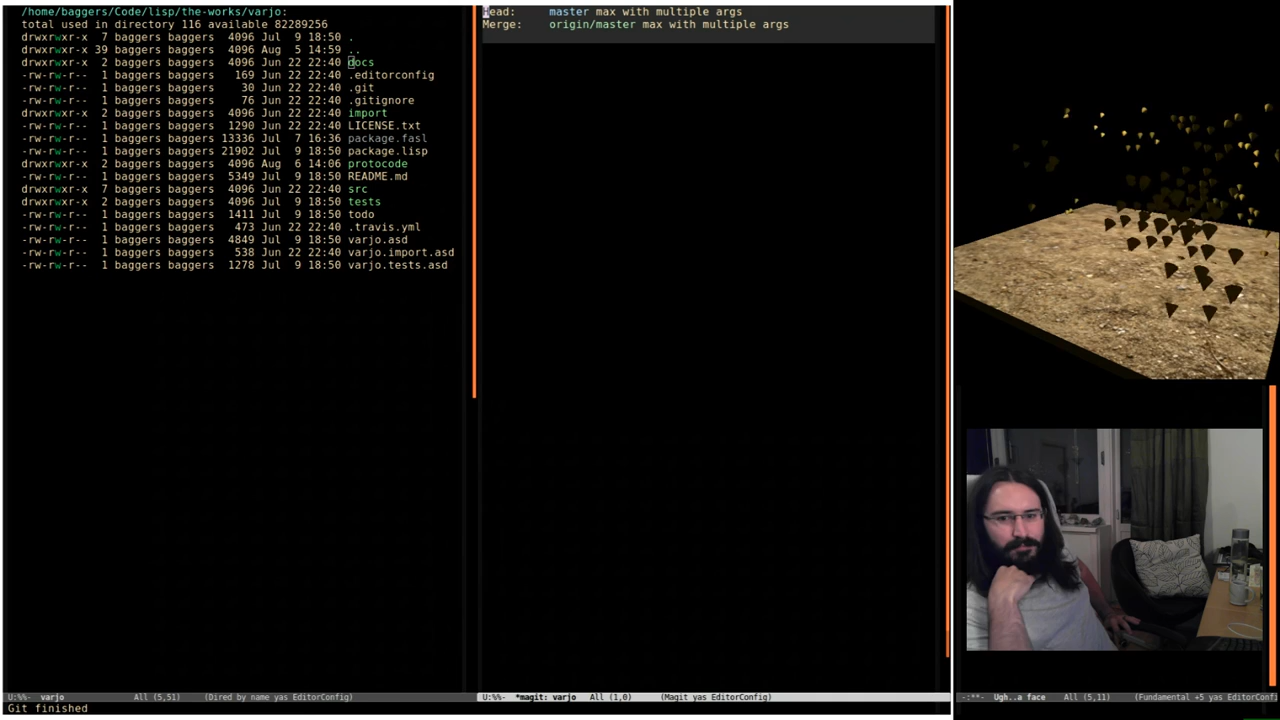 /home/baggers/Code/lisp/the-works/varjo:
total used in directory 116 available 82289256
drwxrwxr-x  7 baggers baggers  4096 Jul  9 18:50 .
drwxrwxr-x 39 baggers baggers  4096 Aug  5 14:59 ..
drwxrwxr-x  2 baggers baggers  4096 Jun 22 22:40 docs
-rw-rw-r--  1 baggers baggers   169 Jun 22 22:40 .editorconfig
-rw-rw-r--  1 baggers baggers    30 Jun 22 22:40 .git
-rw-rw-r--  1 baggers baggers    76 Jun 22 22:40 .gitignore
drwxrwxr-x  2 baggers baggers  4096 Jun 22 22:40 import
-rw-rw-r--  1 baggers baggers  1290 Jun 22 22:40 LICENSE.txt
-rw-rw-r--  1 baggers baggers 13336 Jul  7 16:36 package.fasl
-rw-rw-r--  1 baggers baggers 21902 Jul  9 18:50 package.lisp
drwxrwxr-x  2 baggers baggers  4096 Aug  6 14:06 protocode
-rw-rw-r--  1 baggers baggers  5349 Jul  9 18:50 README.md
drwxrwxr-x  7 baggers baggers  4096 Jun 22 22:40 src
drwxrwxr-x  2 baggers baggers  4096 Jul  9 18:50 tests
-rw-rw-r--  1 baggers baggers  1411 Jul  9 18:50 todo
-rw-rw-r--  1 baggers baggers   473 Jun 22 22:40 .travis.yml
-rw-rw-r--  1 baggers baggers  4849 Jul  9 18:50 varjo.asd
-rw-rw-r--  1 baggers baggers   538 Jun 22 22:40 varjo.import.asd
-rw-rw-r--  1 baggers baggers  1278 Jul  9 18:50 varjo.tests.asd
U:%%-  varjo          All (5,51)     (Dired by name yas EditorConfig)
Git finished
Head:     master max with multiple args
Merge:    origin/master max with multiple args
U:%%-  *magit: varjo   All (1,0)      (Magit yas EditorConfig)
-:**-  Ugh..a face    All (5,11)     (Fundamental +5 yas EditorConfi